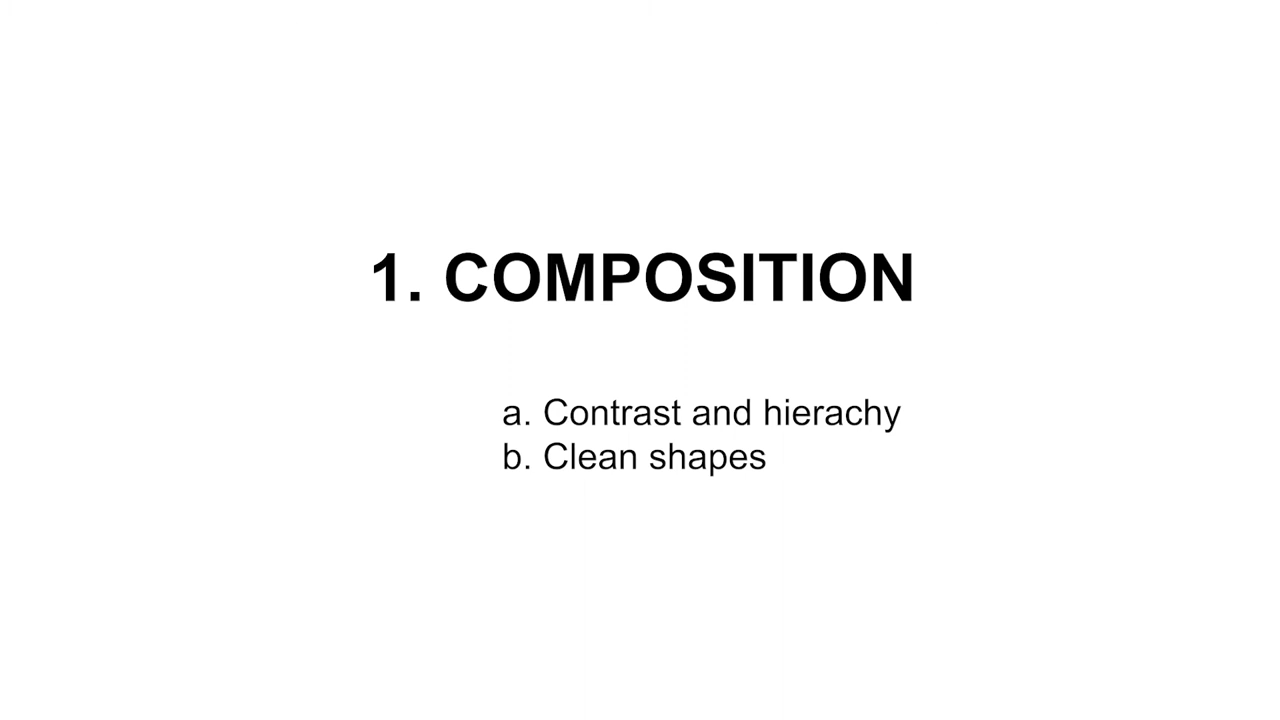 1. COMPOSITION
a. Contrast and hierachy
b. Clean shapes